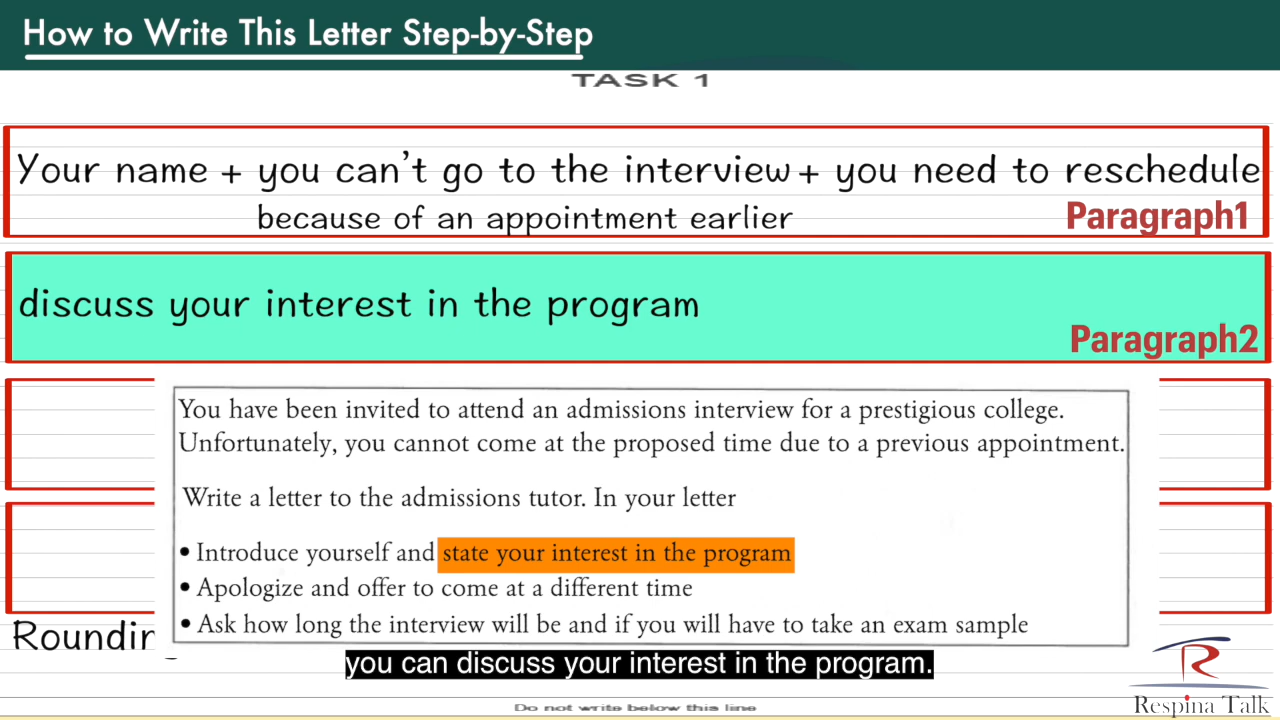 How to Write This Letter Step-by-Step
TASK 1
Your name + you can't go to the interview + you need to reschedule
because of an appointment earlier
Paragraph1
discuss your interest in the program
Paragraph2
You have been invited to attend an admissions interview for a prestigious college.
Unfortunately, you cannot come at the proposed time due to a previous appointment.
Write a letter to the admissions tutor. In your letter
• Introduce yourself and state your interest in the program
• Apologize and offer to come at a different time
• Ask how long the interview will be and if you will have to take an exam sample
you can discuss your interest in the program.
Respina Talk
Do not write below this line